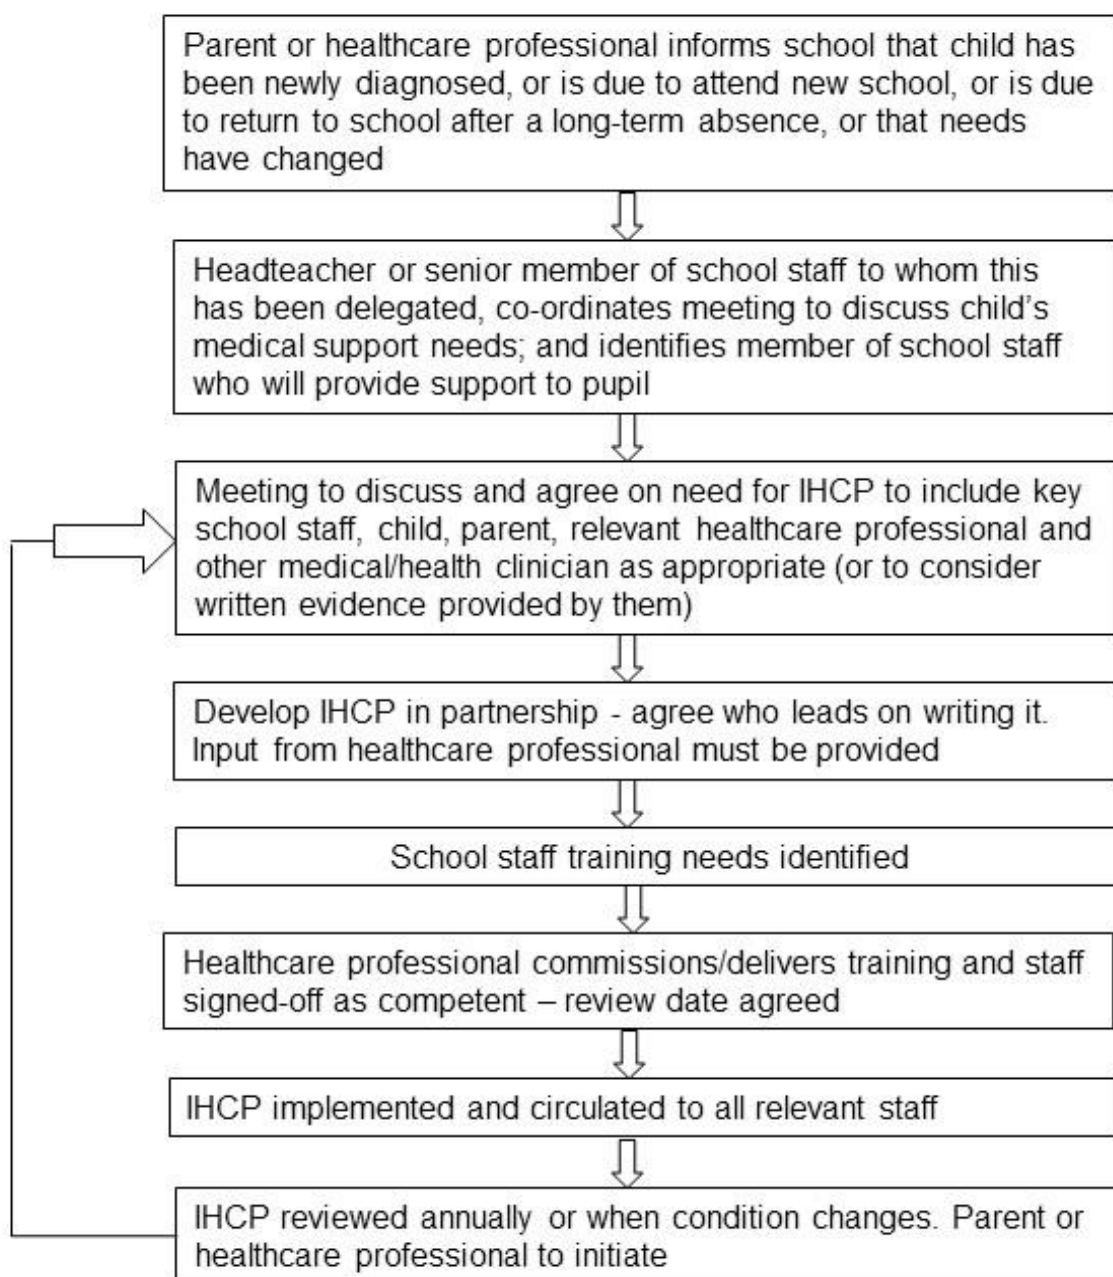 Parent or healthcare professional informs school that child has
been newly diagnosed, or is due to attend new school, or is due
to return to school after a long-term absence, or that needs
have changed
Headteacher or senior member of school staff to whom this
has been delegated, co-ordinates meeting to discuss child's
medical support needs; and identifies member of school staff
who will provide support to pupil
Meeting to discuss and agree on need for IHCP to include key
school staff, child, parent, relevant healthcare professional and
other medical/health clinician as appropriate (or to consider
written evidence provided by them)
Develop IHCP in partnership - agree who leads on writing it.
Input from healthcare professional must be provided
School staff training needs identified
Healthcare professional commissions/delivers training and staff
signed-off as competent – review date agreed
IHCP implemented and circulated to all relevant staff
IHCP reviewed annually or when condition changes. Parent or
healthcare professional to initiate